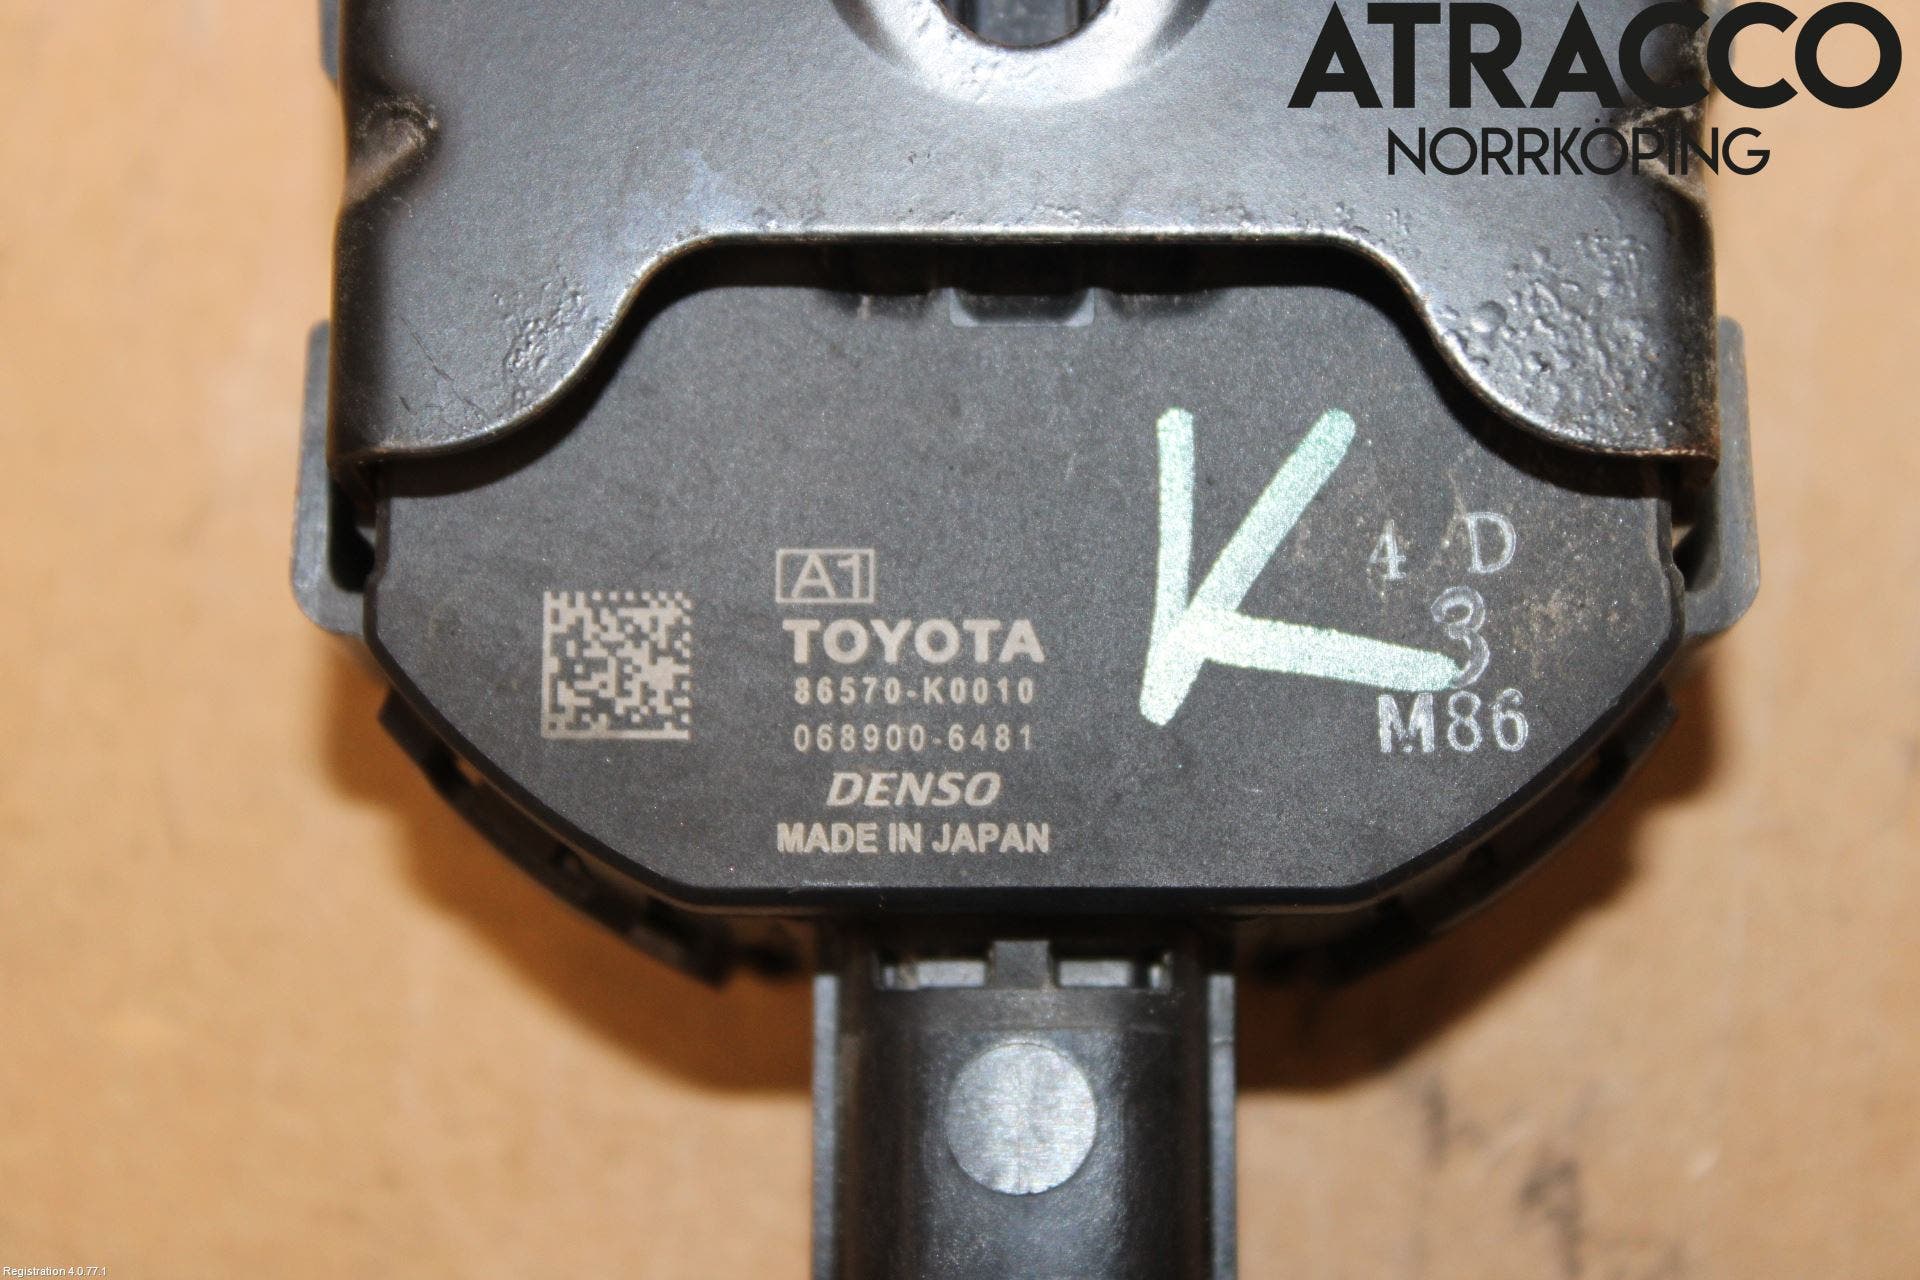 ATRACCO
NORRKÖPING
A1
TOYOTA
86570-K0010
068900-6481
DENSO
MADE IN JAPAN
K
4 D
3
M86
Registration 4.0.77.1